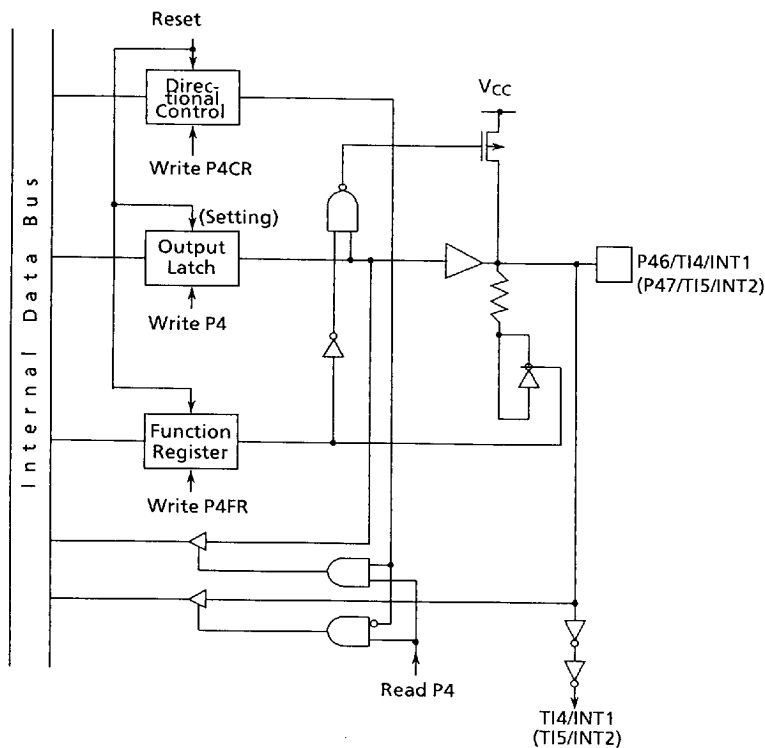 Reset
Direc-
tional
Control
Write P4CR
VCC
(Setting)
Output
Latch
Write P4
P46/TI4/INT1
(P47/TI5/INT2)
Internal Data Bus
Function
Register
Write P4FR
Read P4
TI4/INT1
(TI5/INT2)